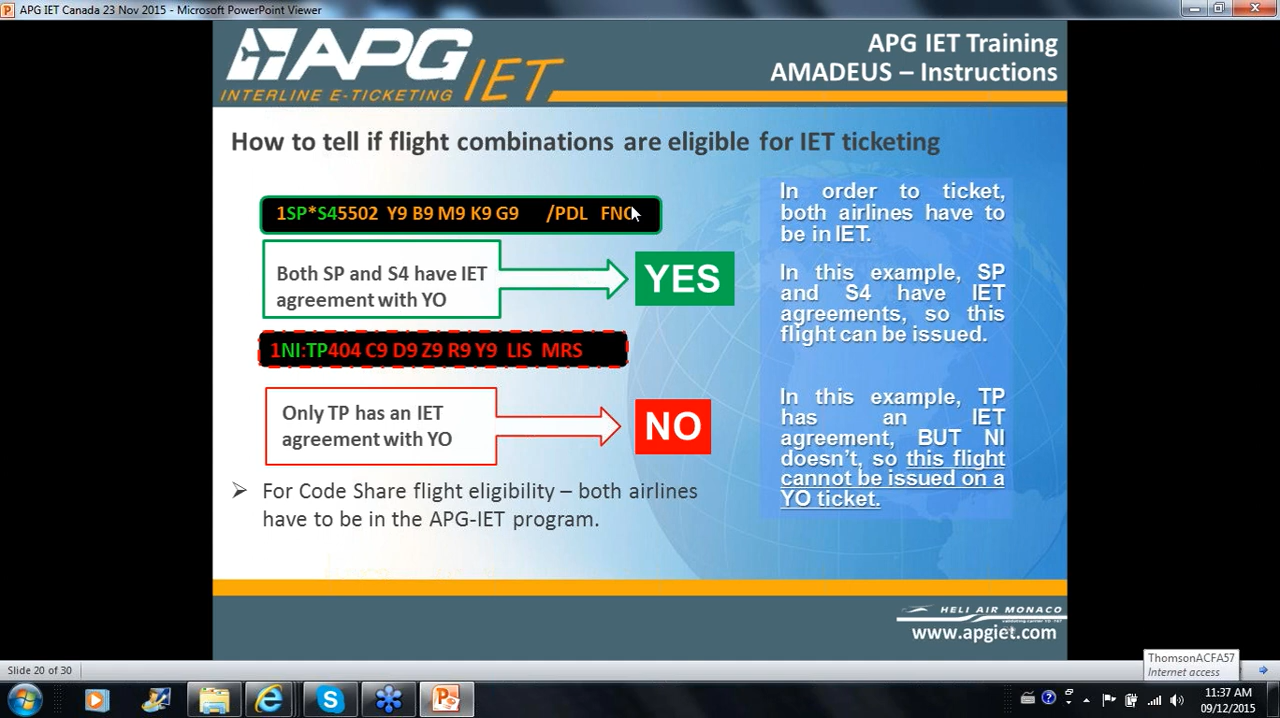 APG IET Canada 23 Nov 2015 - Microsoft PowerPoint Viewer
APG IET
INTERLINE E-TICKETING
APG IET Training
AMADEUS – Instructions
How to tell if flight combinations are eligible for IET ticketing
1SP*S45502 Y9 B9 M9 K9 G9 /PDL FNC
Both SP and S4 have IET
agreement with YO
YES
1NI:TP404 C9 D9 Z9 R9 Y9 LIS MRS
Only TP has an IET
agreement with YO
NO
➢ For Code Share flight eligibility – both airlines
have to be in the APG-IET program.
In order to ticket,
both airlines have to
be in IET.
In this example, SP
and S4 have IET
agreements, so this
flight can be issued.
In this example, TP
has an IET
agreement, BUT NI
doesn't, so this flight
cannot be issued on a
YO ticket.
HELI AIR MONACO
www.apgiet.com
Slide 20 of 30
ThomsonACFA57
Internet access
11:37 AM
09/12/2015